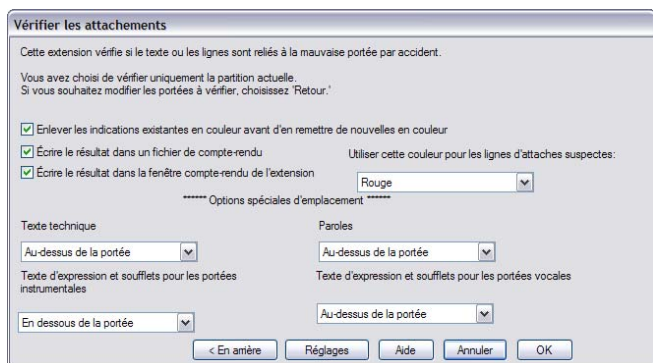 Vérifier les attachements
Cette extension vérifie si le texte ou les lignes sont reliés à la mauvaise portée par accident.
Vous avez choisi de vérifier uniquement la partition actuelle.
Si vous souhaitez modifier les portées à vérifier, choisissez 'Retour.'
Enlever les indications existantes en couleur avant d'en remettre de nouvelles en couleur
Écrire le résultat dans un fichier de compte-rendu
Utiliser cette couleur pour les lignes d'attaches suspectes:
Écrire le résultat dans la fenêtre compte-rendu de l'extension
Rouge
****** Options spéciales d'emplacement ******
Texte technique
Paroles
Au-dessus de la portée
Au-dessus de la portée
Texte d'expression et soufflets pour les portées
instrumentales
Texte d'expression et soufflets pour les portées vocales
En dessous de la portée
Au-dessus de la portée
< En arrière
Réglages
Aide
Annuler
OK